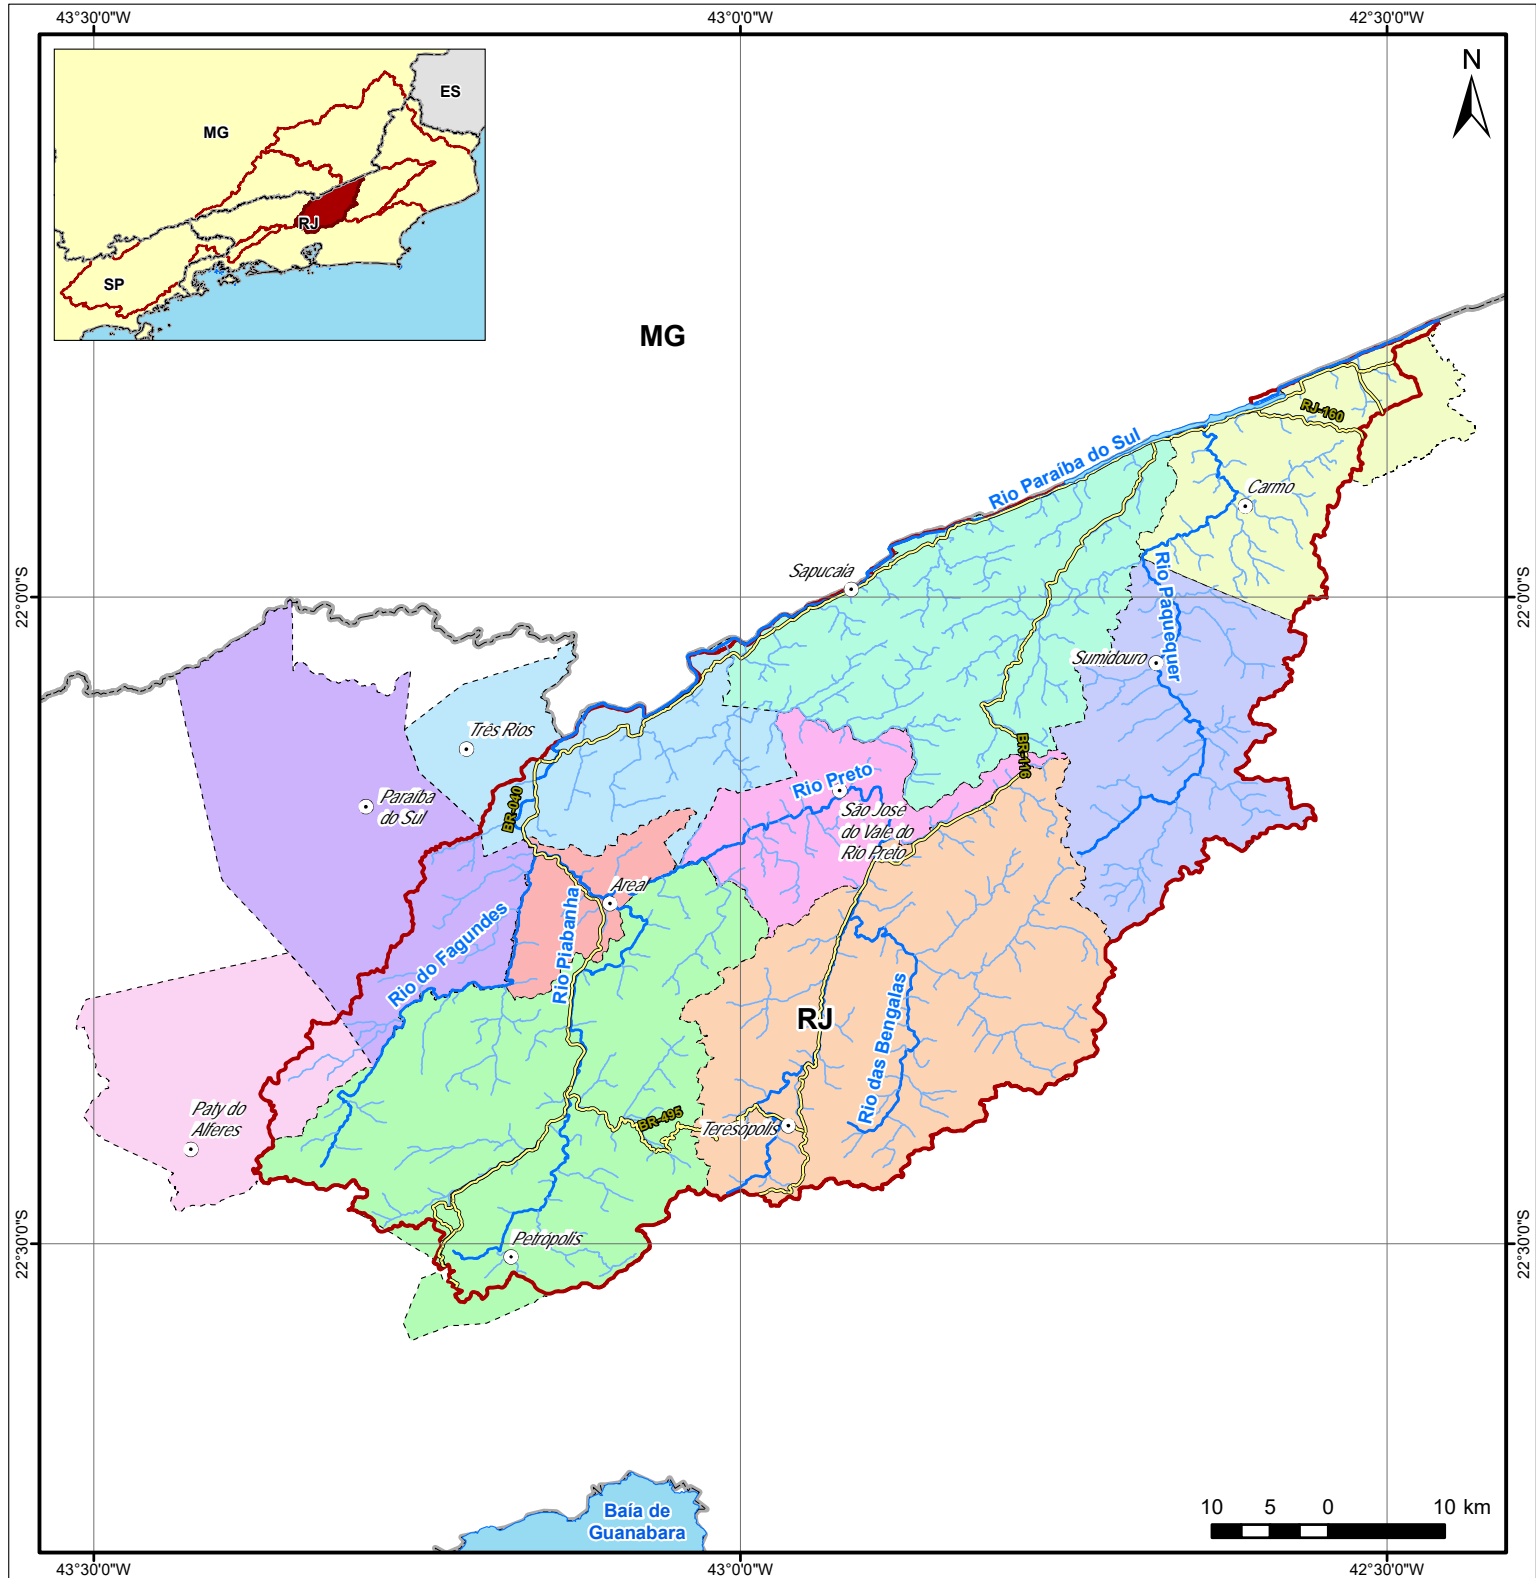 43°30'0"W
43°0'0"W
42°30'0"W
N
ES
MG
RJ
SP
MG
RJ-160
Rio Paraíba do Sul
Carmo
Sapucaia
Rio Paquequer
22°0'0"S
22°0'0"S
Sumidouro
Três Rios
BR-116
Rio Preto
Paraíba
do Sul
BR-040
São José
do Vale do
Rio Preto
Areal
Rio do Fagundes
Rio Piabanha
Rio das Bengalas
RJ
Paty do
Alferes
BR-495
Teresópolis
Petrópolis
22°30'0"S
22°30'0"S
Baía de
Guanabara
10 5 0 10 km
43°30'0"W
43°0'0"W
42°30'0"W